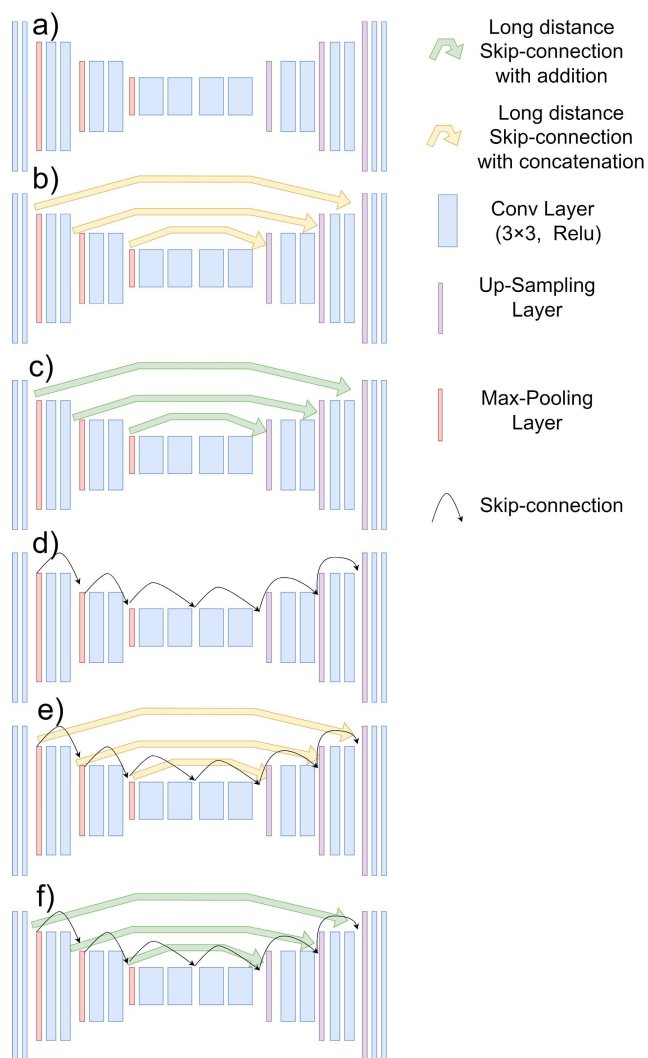 a)
b)
c)
d)
e)
f)
Long distance
Skip-connection
with addition
Long distance
Skip-connection
with concatenation
Conv Layer
(3×3, Relu)
Up-Sampling
Layer
Max-Pooling
Layer
Skip-connection